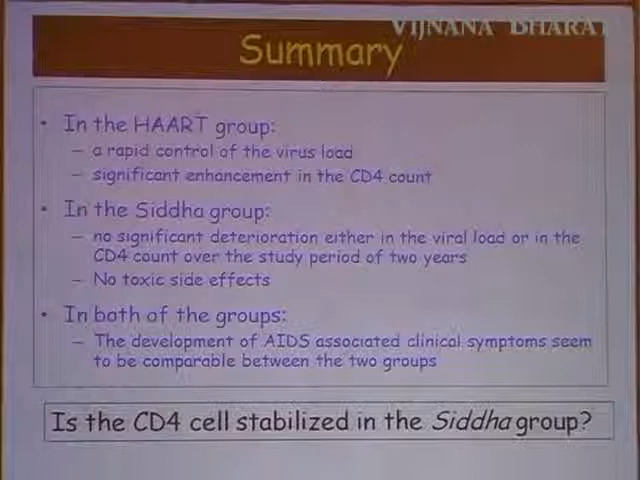 VIJNANA BHARAT
Summary
• In the HAART group:
– a rapid control of the virus load
– significant enhancement in the CD4 count
• In the Siddha group:
– no significant deterioration either in the viral load or in the
CD4 count over the study period of two years
– No toxic side effects
• In both of the groups:
– The development of AIDS associated clinical symptoms seem
to be comparable between the two groups
Is the CD4 cell stabilized in the Siddha group?